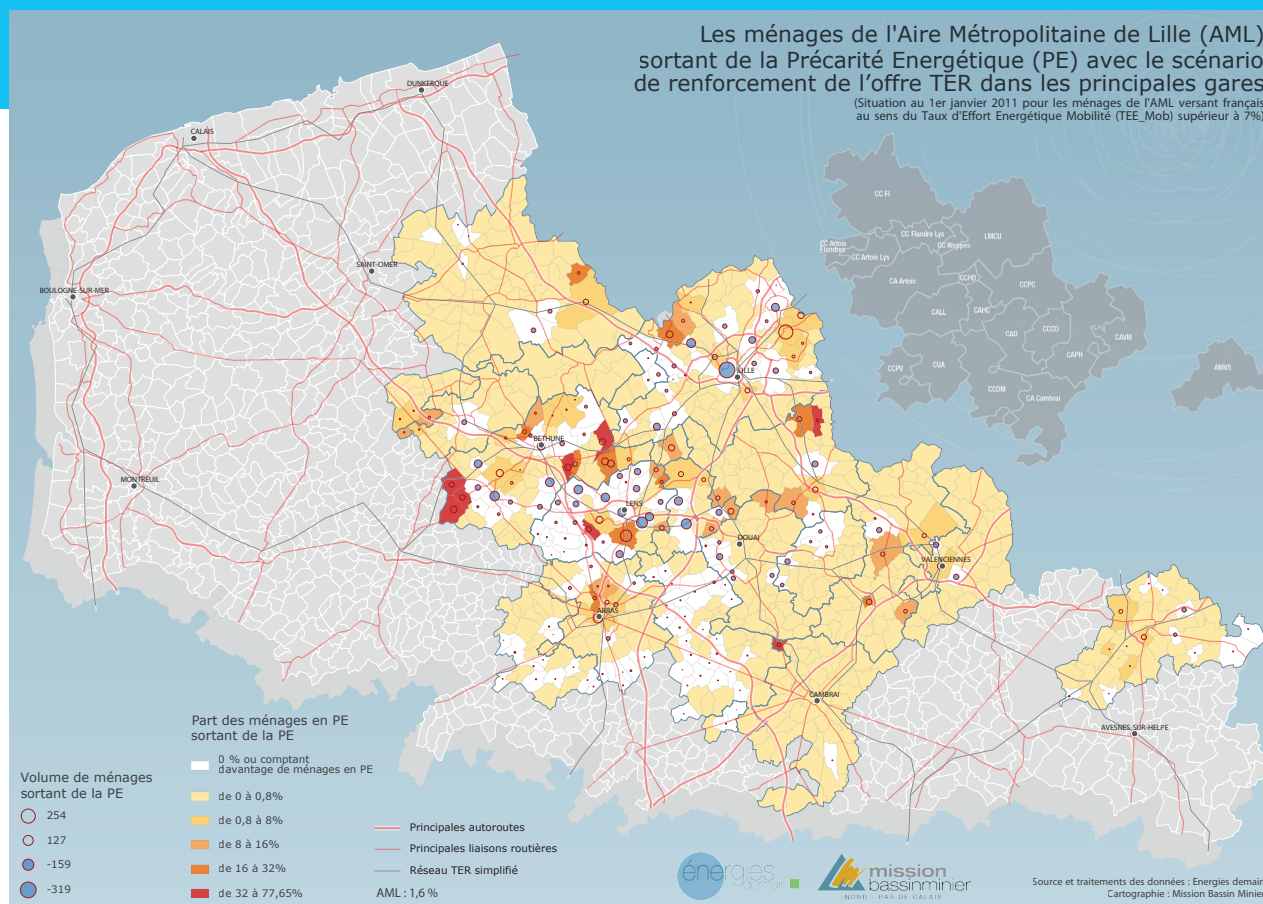 Les ménages de l'Aire Métropolitaine de Lille (AML)
sortant de la Précarité Energétique (PE) avec le scénario
de renforcement de l'offre TER dans les principales gares
(Situation au 1er janvier 2011 pour les ménages de l'AML versant français
au sens du Taux d'Effort Energétique Mobilité (TEE_Mob) supérieur à 7%)
DUNKERQUE
CALAIS
SAINT-OMER
BOULOGNE-SUR-MER
MONTREUIL
LILLE
BETHUNE
LENS
DOUAI
VALENCIENNES
ARRAS
CAMBRAI
AVESNES-SUR-HELPE
CC Fl
CC Flandre Lys
LMCU
CC Weppes
CC Artois
Flandres
CC Artois Lys
CCHD
CCPC
CA Artois
CALL
CAHC
CAD
CCCO
CAVM
CAPH
CCPV
CUA
CCOM
CA Cambrai
AMVS
Volume de ménages
sortant de la PE
254
127
-159
-319
Part des ménages en PE
sortant de la PE
0 % ou comptant
davantage de ménages en PE
de 0 à 0,8%
de 0,8 à 8%
de 8 à 16%
de 16 à 32%
de 32 à 77,65%
Principales autoroutes
Principales liaisons routières
Réseau TER simplifié
AML : 1,6 %
énergies
demain
mission
bassinminier
NORD - PAS DE CALAIS
Source et traitements des données : Energies demain
Cartographie : Mission Bassin Minier